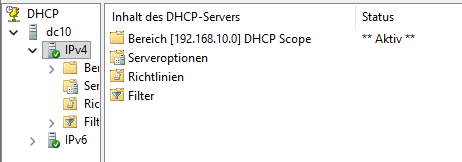 DHCP
dc10
IPv4
Ber
Ser
Ric
Filt
IPv6
Inhalt des DHCP-Servers Status
Bereich [192.168.10.0] DHCP Scope ** Aktiv **
Serveroptionen
Richtlinien
Filter